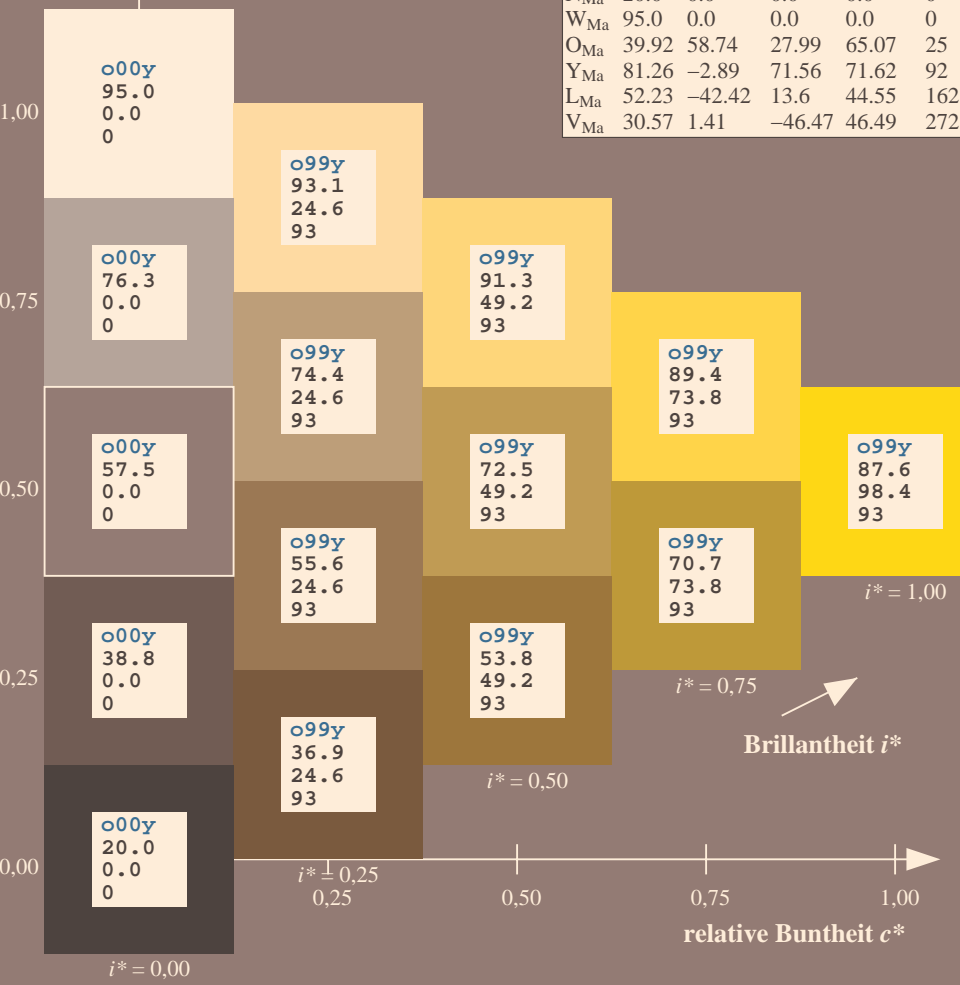 W_Ma 95.0 0.0 0.0 0.0 0
O_Ma 39.92 58.74 27.99 65.07 25
Y_Ma 81.26 −2.89 71.56 71.62 92
L_Ma 52.23 −42.42 13.6 44.55 162
V_Ma 30.57 1.41 −46.47 46.49 272
o00y
95.0
0.0
0
1,00
o99y
93.1
24.6
93
o00y
76.3
0.0
0
o99y
91.3
49.2
93
0,75
o99y
74.4
24.6
93
o99y
89.4
73.8
93
o00y
57.5
0.0
0
o99y
72.5
49.2
93
o99y
87.6
98.4
93
0,50
o99y
55.6
24.6
93
o99y
70.7
73.8
93
i* = 1,00
o00y
38.8
0.0
0
o99y
53.8
49.2
93
0,25
i* = 0,75
o99y
36.9
24.6
93
Brillantheit i*
i* = 0,50
o00y
20.0
0.0
0
0,00
i* = 0,25
0,25 0,50 0,75 1,00
relative Buntheit c*
i* = 0,00